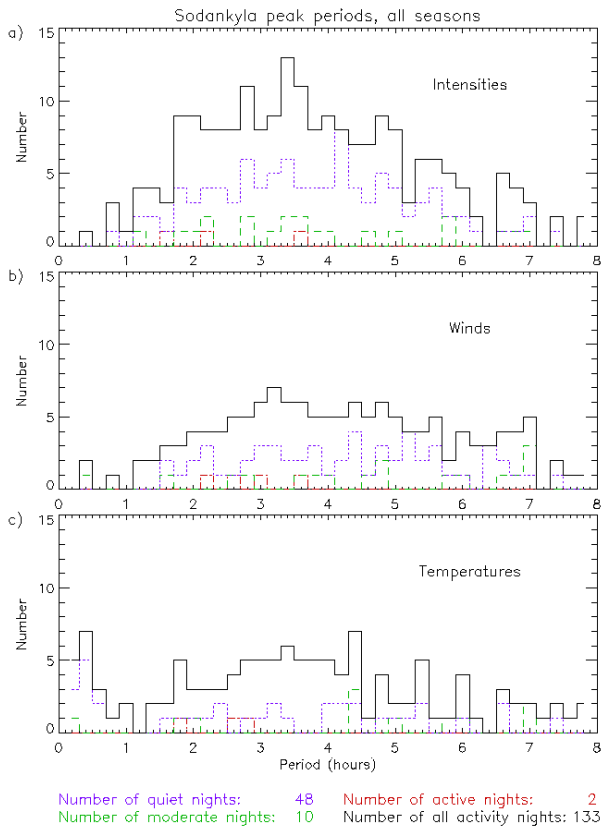 Sodankyla peak periods, all seasons
a)
15
10
5
0
Number
Intensities
0 1 2 3 4 5 6 7 8
b)
15
10
5
0
Number
Winds
0 1 2 3 4 5 6 7 8
c)
15
10
5
0
Number
Temperatures
0 1 2 3 4 5 6 7 8
Period (hours)
Number of quiet nights: 48 Number of active nights: 2
Number of moderate nights: 10 Number of all activity nights: 133